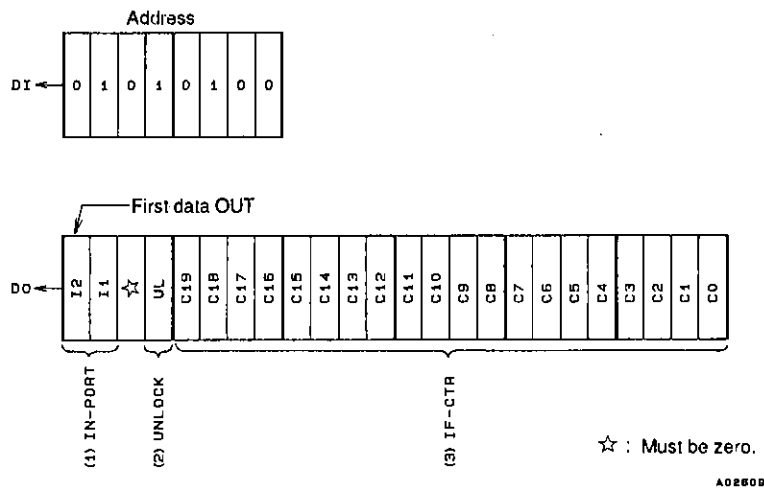 Address
DI 0 1 0 1 0 1 0 0
First data OUT
DO I2 I1 ☆ UL C19 C18 C17 C16 C15 C14 C13 C12 C11 C10 C9 C8 C7 C6 C5 C4 C3 C2 C1 C0
(1) IN-PORT
(2) UNLOCK
(3) IF-CTR
☆ : Must be zero.
A02609